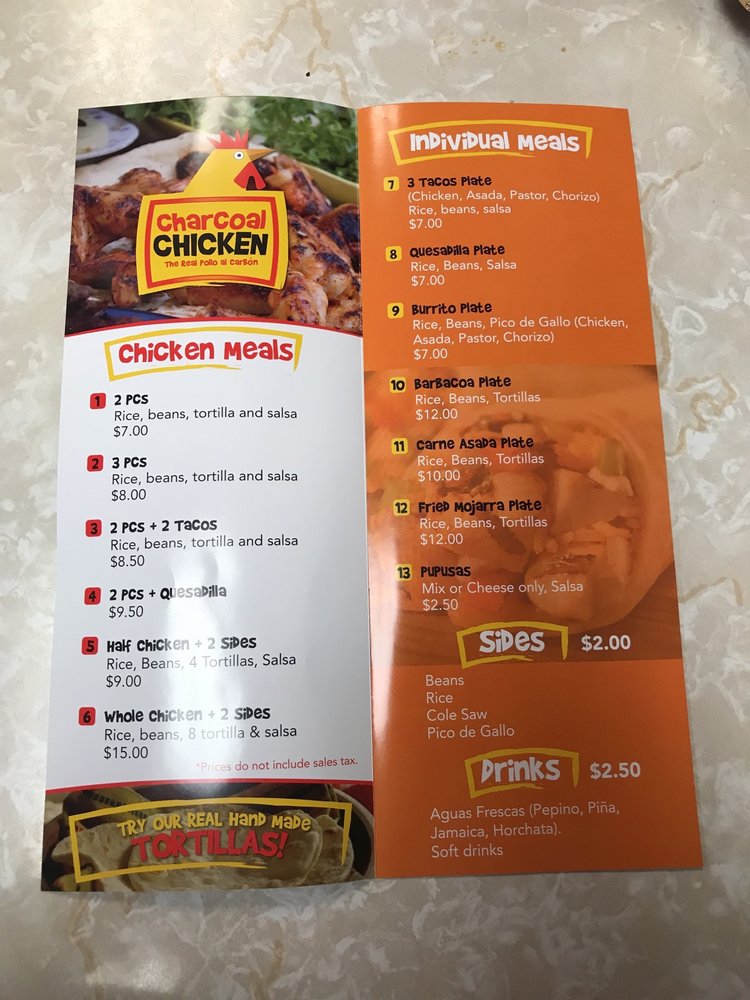 Charcoal
CHICKEN
The Real Pollo al Carbón
Chicken Meals
1 2 PCS
Rice, beans, tortilla and salsa
$7.00
2 3 PCS
Rice, beans, tortilla and salsa
$8.00
3 2 PCS + 2 Tacos
Rice, beans, tortilla and salsa
$8.50
4 2 PCS + Quesadilla
$9.50
5 Half Chicken + 2 Sides
Rice, Beans, 4 Tortillas, Salsa
$9.00
6 Whole Chicken + 2 Sides
Rice, beans, 8 tortilla & salsa
$15.00
*Prices do not include sales tax.
TRY OUR REAL Hand Made
TORTILLAS!
Individual Meals
7 3 Tacos Plate
(Chicken, Asada, Pastor, Chorizo)
Rice, beans, salsa
$7.00
8 Quesadilla Plate
Rice, Beans, Salsa
$7.00
9 Burrito Plate
Rice, Beans, Pico de Gallo (Chicken,
Asada, Pastor, Chorizo)
$7.00
10 Barbacoa Plate
Rice, Beans, Tortillas
$12.00
11 Carne Asada Plate
Rice, Beans, Tortillas
$10.00
12 Fried Mojarra Plate
Rice, Beans, Tortillas
$12.00
13 Pupusas
Mix or Cheese only, Salsa
$2.50
Sides $2.00
Beans
Rice
Cole Saw
Pico de Gallo
Drinks $2.50
Aguas Frescas (Pepino, Piña,
Jamaica, Horchata).
Soft drinks